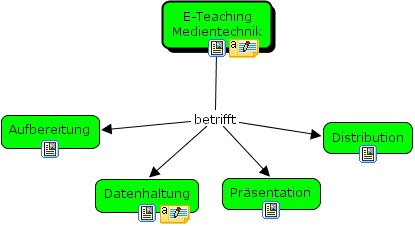 E-Teaching
Medientechnik
a
betrifft
Aufbereitung
Distribution
Datenhaltung
a
Präsentation